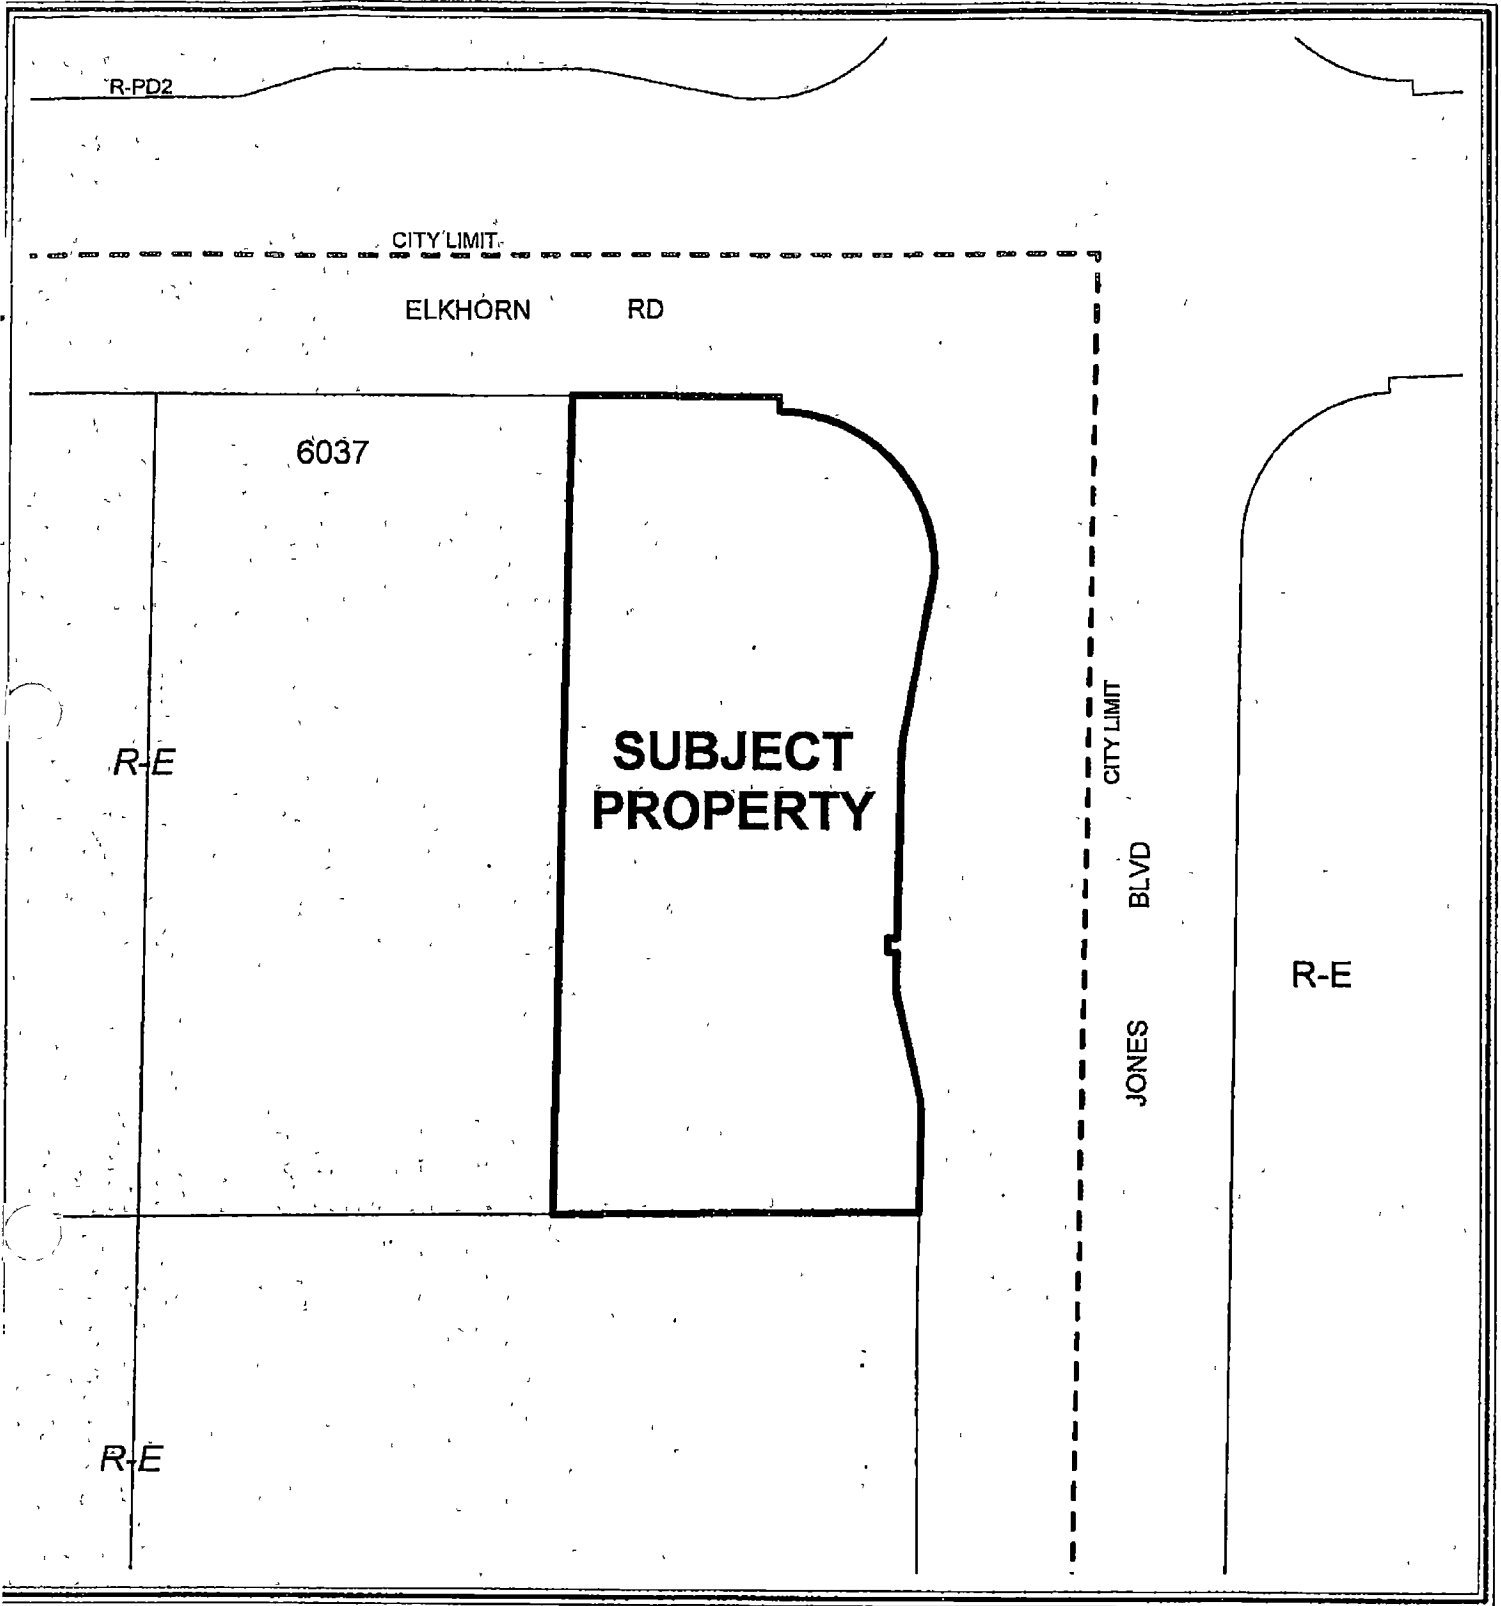 R-PD2
CITY LIMIT
ELKHORN RD
6037
R-E
SUBJECT
PROPERTY
CITY LIMIT
JONES BLVD
R-E
R-E